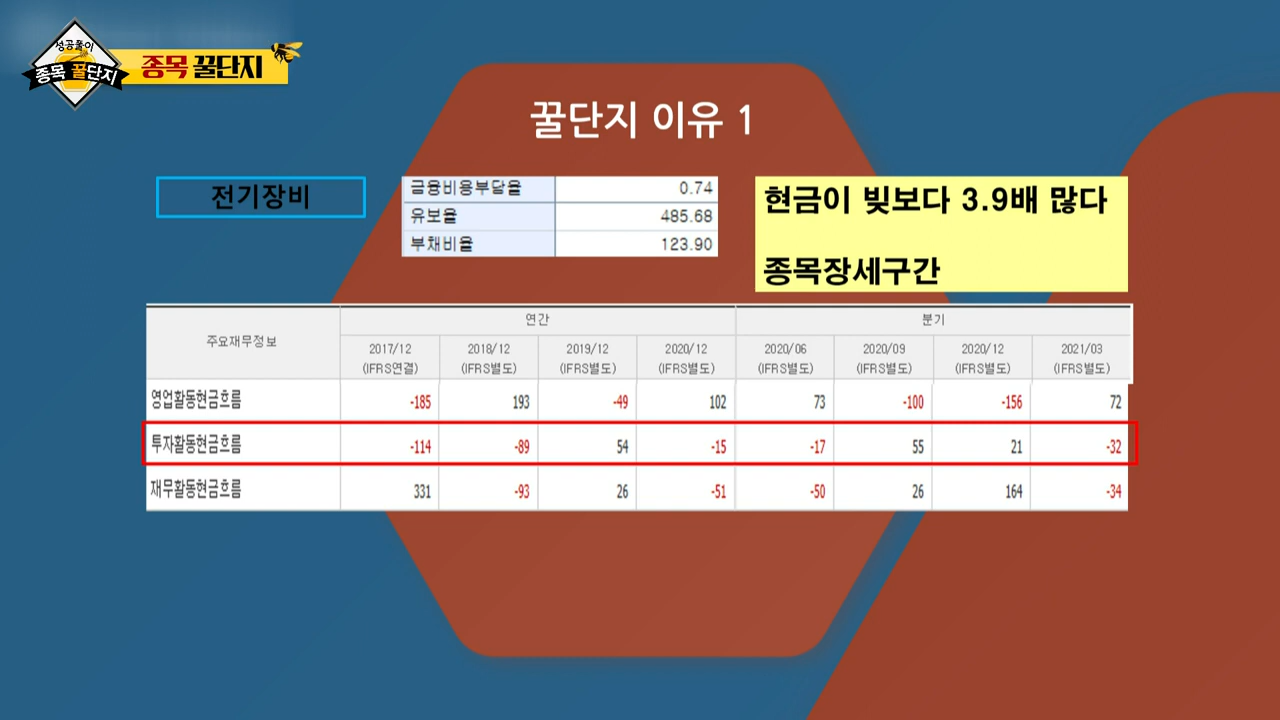 성공풀이
종목 꿀단지
종목 꿀단지
꿀단지 이유 1
전기장비
금융비용부담율 0.74
유보율 485.68
부채비율 123.90
현금이 빚보다 3.9배 많다
종목장세구간
주요재무정보 연간 분기
2017/12 2018/12 2019/12 2020/12 2020/06 2020/09 2020/12 2021/03
(IFRS연결) (IFRS별도) (IFRS별도) (IFRS별도) (IFRS별도) (IFRS별도) (IFRS별도) (IFRS별도)
영업활동현금흐름 -185 193 -49 102 73 -100 -156 72
투자활동현금흐름 -114 -89 54 -15 -17 55 21 -32
재무활동현금흐름 331 -93 26 -51 -50 26 164 -34